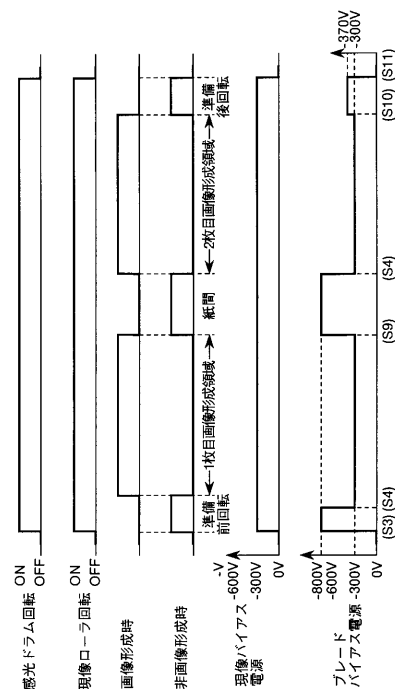 感光ドラム回転
ON
OFF
現像ローラ回転
ON
OFF
画像形成時
非画像形成時
準備
前回転
1枚目画像形成領域
紙間
2枚目画像形成領域
準備
後回転
現像バイアス
電源
-V
-600V
-300V
0V
ブレード
バイアス電源
-800V
-600V
-300V
0V
-370V
-300V
(S3)
(S4)
(S9)
(S4)
(S10)
(S11)